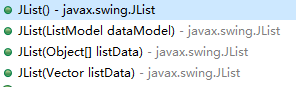 JList() - javax.swing.JList
JList(ListModel dataModel) - javax.swing.JList
JList(Object[] listData) - javax.swing.JList
JList(Vector listData) - javax.swing.JList